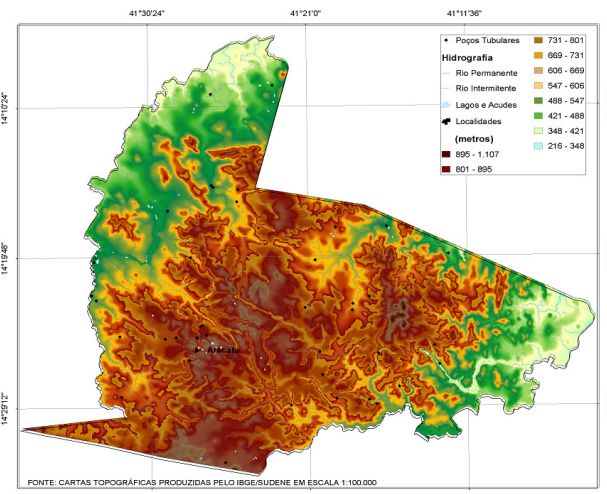 41°30'24" 41°21'0" 41°11'36"
14°10'24"
14°19'48"
14°29'12"
Poços Tubulares
Hidrografia
Rio Permanente
Rio Intermitente
Lagos e Acudes
Localidades
(metros)
895 - 1.107
801 - 895
731 - 801
669 - 731
606 - 669
547 - 606
488 - 547
421 - 488
348 - 421
216 - 348
Aracatu
FONTE: CARTAS TOPOGRÁFICAS PRODUZIDAS PELO IBGE/SUDENE EM ESCALA 1:100.000